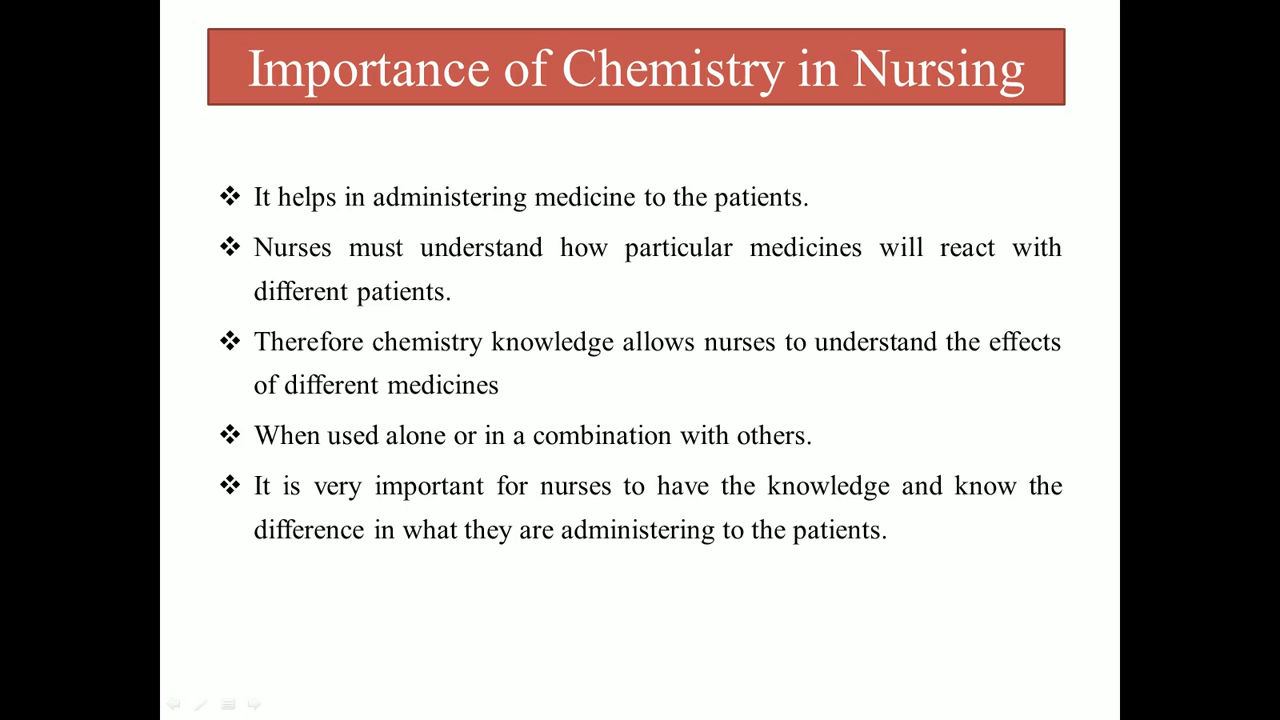 Importance of Chemistry in Nursing
❖ It helps in administering medicine to the patients.
❖ Nurses must understand how particular medicines will react with
different patients.
❖ Therefore chemistry knowledge allows nurses to understand the effects
of different medicines
❖ When used alone or in a combination with others.
❖ It is very important for nurses to have the knowledge and know the
difference in what they are administering to the patients.